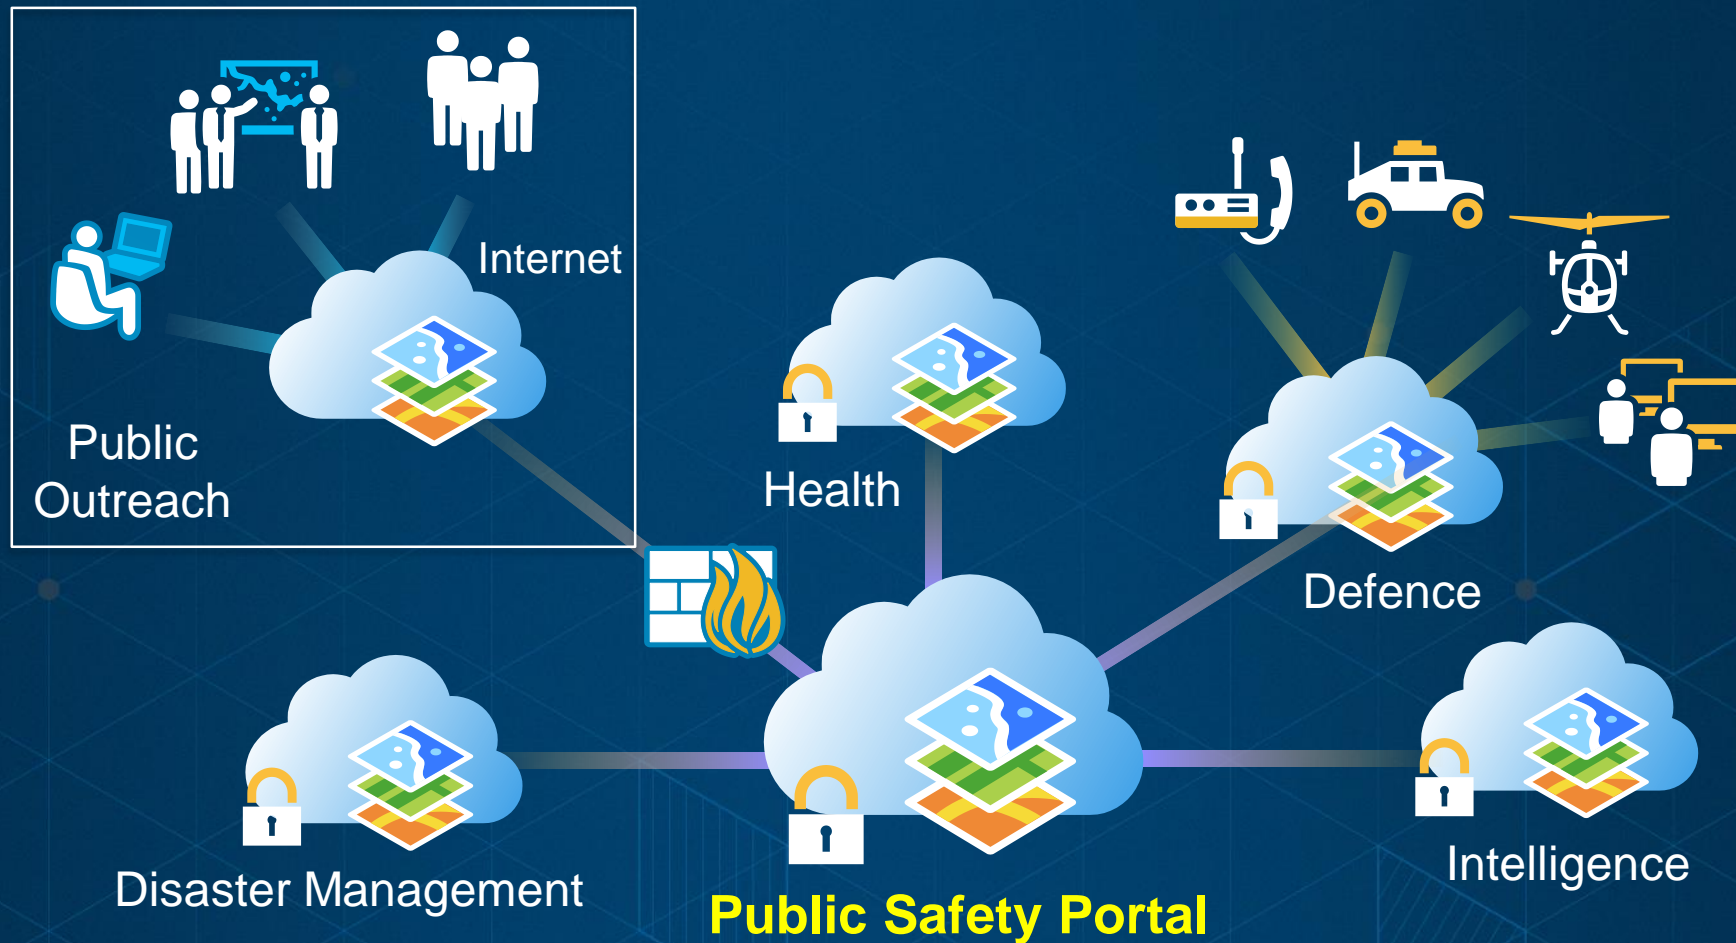 Internet
Public
Outreach
Health
Defence
Disaster Management
Intelligence
Public Safety Portal